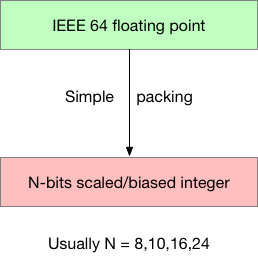 IEEE 64 floating point
Simple packing
N-bits scaled/biased integer
Usually N = 8,10,16,24